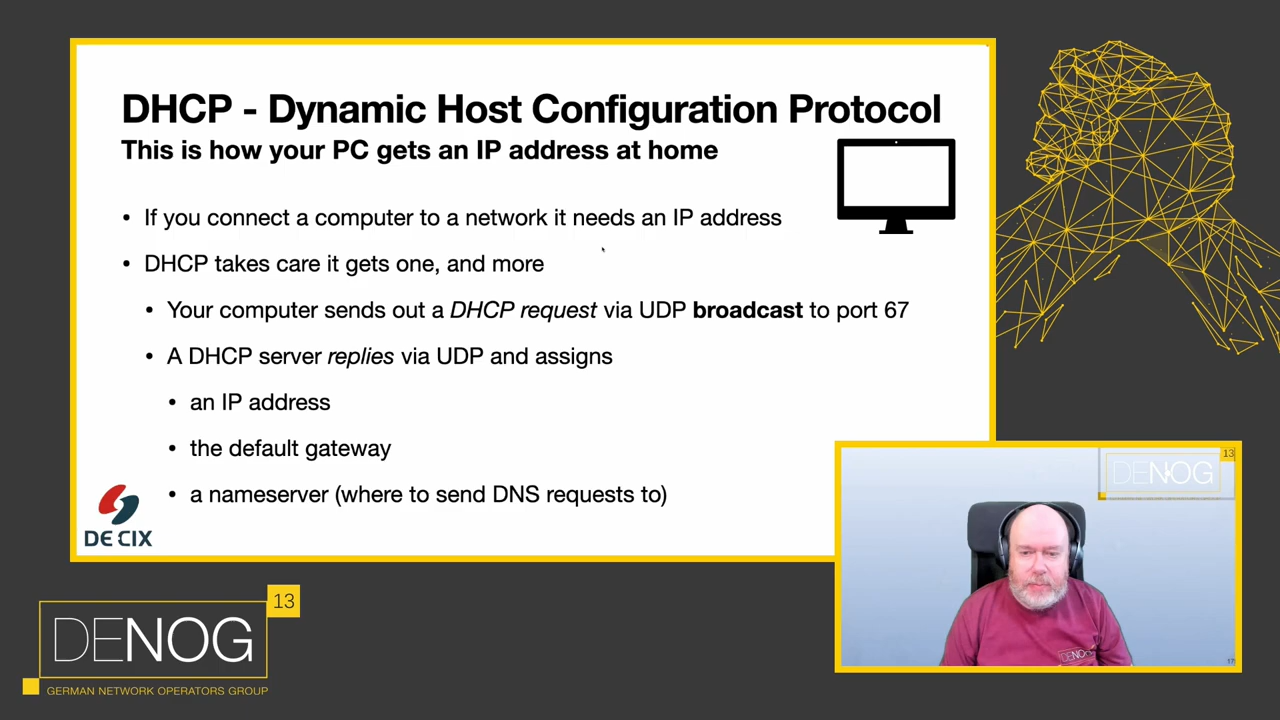 DHCP - Dynamic Host Configuration Protocol
This is how your PC gets an IP address at home
• If you connect a computer to a network it needs an IP address
• DHCP takes care it gets one, and more
• Your computer sends out a DHCP request via UDP broadcast to port 67
• A DHCP server replies via UDP and assigns
• an IP address
• the default gateway
• a nameserver (where to send DNS requests to)
DE CIX
13
DENOG
DENOG
17
13
DENOG
GERMAN NETWORK OPERATORS GROUP